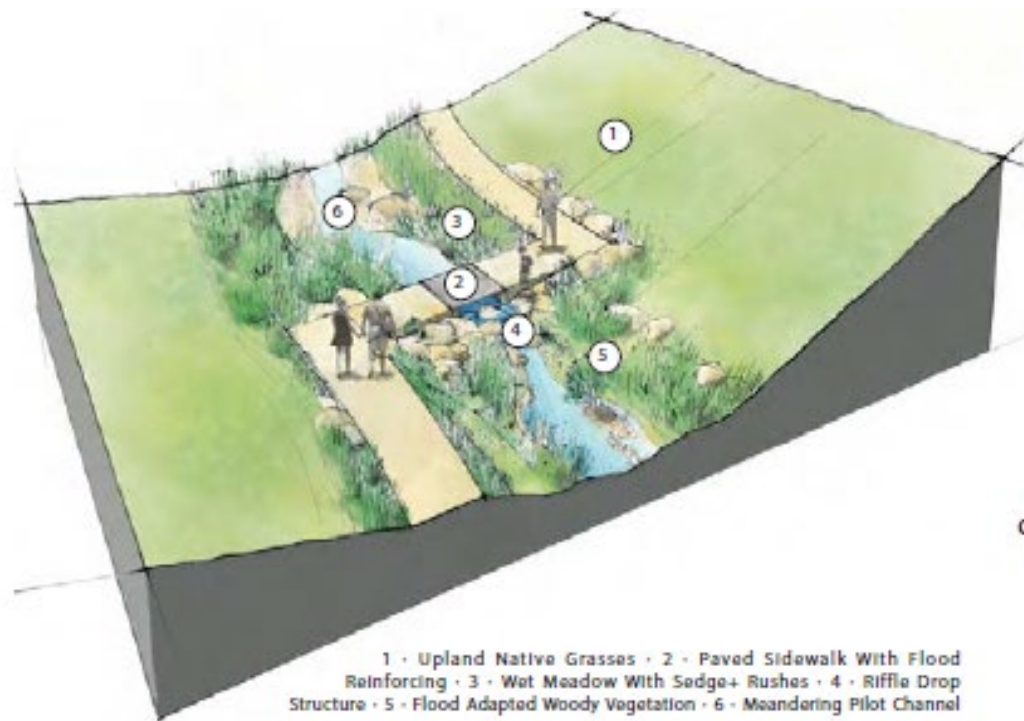 1
6
3
2
4
5
1 · Upland Native Grasses · 2 · Paved Sidewalk With Flood
Reinforcing · 3 · Wet Meadow With Sedge+ Rushes · 4 · Riffle Drop
Structure · 5 · Flood Adapted Woody Vegetation · 6 · Meandering Pilot Channel